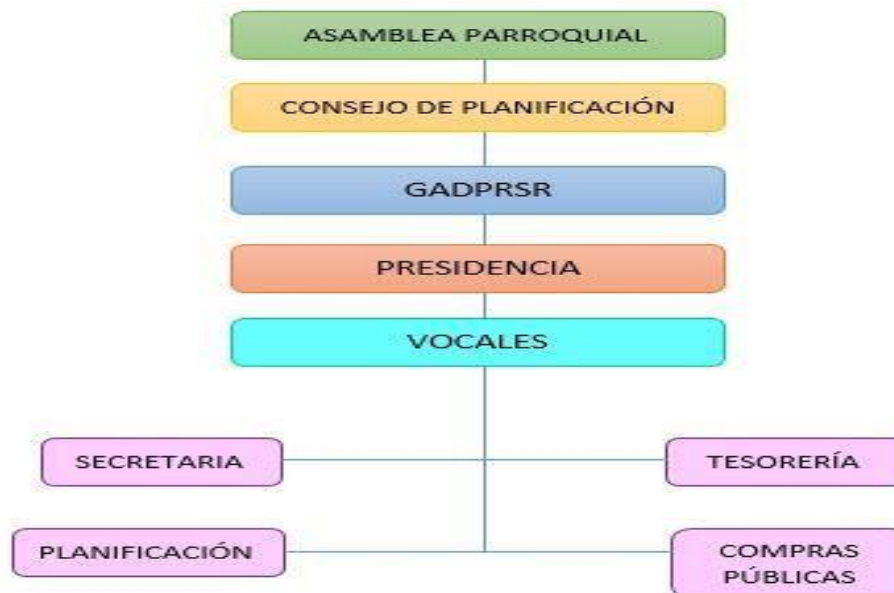 ASAMBLEA PARROQUIAL
CONSEJO DE PLANIFICACIÓN
GADPRSR
PRESIDENCIA
VOCALES
SECRETARIA
TESORERÍA
PLANIFICACIÓN
COMPRAS
PÚBLICAS